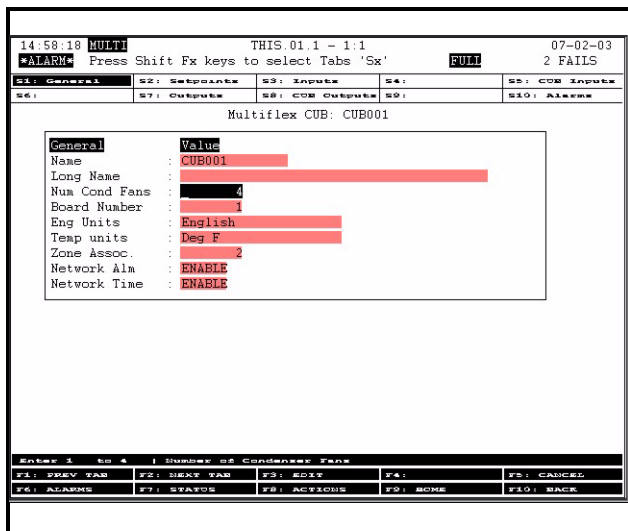 14:58:18 MULTI THIS.01.1 - 1:1 07-02-03
*ALARM* Press Shift Fx keys to select Tabs 'Sx' FULL 2 FAILS
S1: General S2: Setpoints S3: Inputs S4: S5: CUB Inputs
S6: S7: Outputs S8: CUB Outputs S9: S10: Alarms
Multiflex CUB: CUB001
General Value
Name : CUB001
Long Name :
Num Cond Fans : _ 4
Board Number : 1
Eng Units : English
Temp units : Deg F
Zone Assoc. : 2
Network Alm : ENABLE
Network Time : ENABLE
Enter 1 to 4 | Number of Condenser Fans
F1: PREV TAB F2: NEXT TAB F3: EDIT F4: F5: CANCEL
F6: ALARMS F7: STATUS F8: ACTIONS F9: HOME F10: BACK